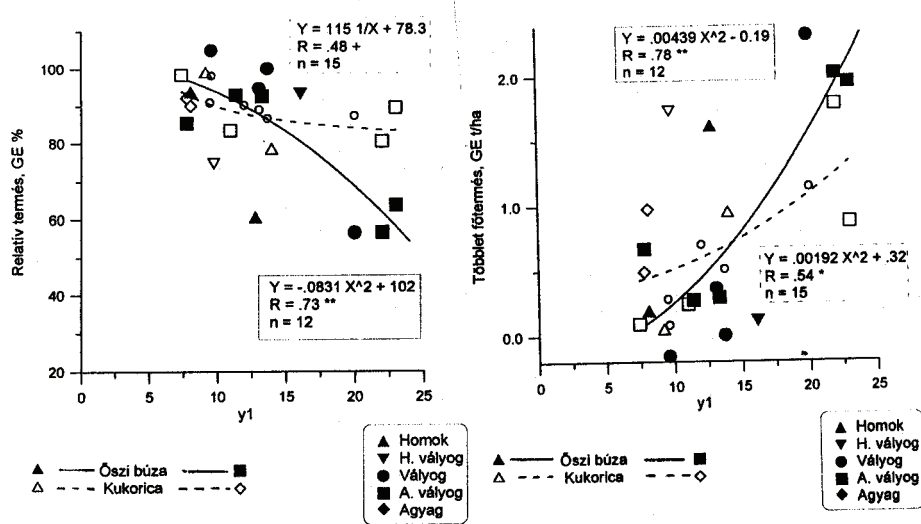 Y = 115 1/X + 78.3
R = .48 +
n = 15
Relatív termés, GE %
100
80
60
40
20
Y = -.0831 X^2 + 102
R = .73 **
n = 12
0
5
10
15
20
25
y1
Őszi búza
Kukorica
Homok
H. vályog
Vályog
A. vályog
Agyag
Y = .00439 X^2 - 0.19
R = .78 **
n = 12
Többlet főtermés, GE t/ha
2.0
1.0
0.0
Y = .00192 X^2 + .32
R = .54 *
n = 15
0
5
10
15
20
25
y1
Őszi búza
Kukorica
Homok
H. vályog
Vályog
A. vályog
Agyag